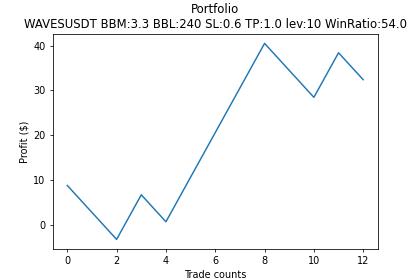 Portfolio
WAVESUSDT BBM:3.3 BBL:240 SL:0.6 TP:1.0 lev:10 WinRatio:54.0
40
30
20
10
0
Profit ($)
0 2 4 6 8 10 12
Trade counts